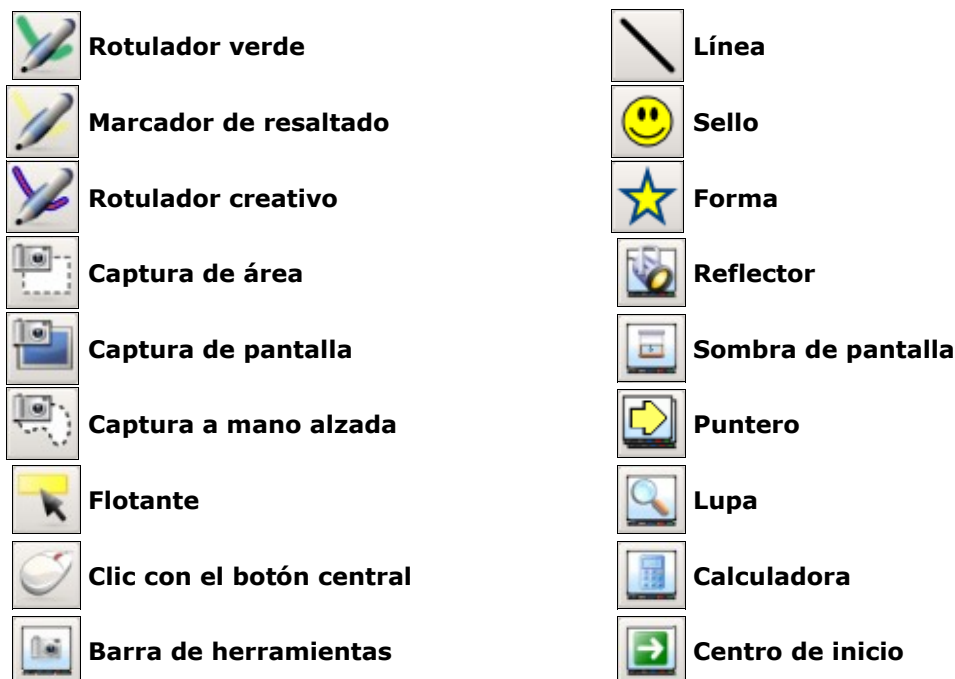 Rotulador verde
Línea
Marcador de resaltado
Sello
Rotulador creativo
Forma
Captura de área
Reflector
Captura de pantalla
Sombra de pantalla
Captura a mano alzada
Puntero
Flotante
Lupa
Clic con el botón central
Calculadora
Barra de herramientas
Centro de inicio